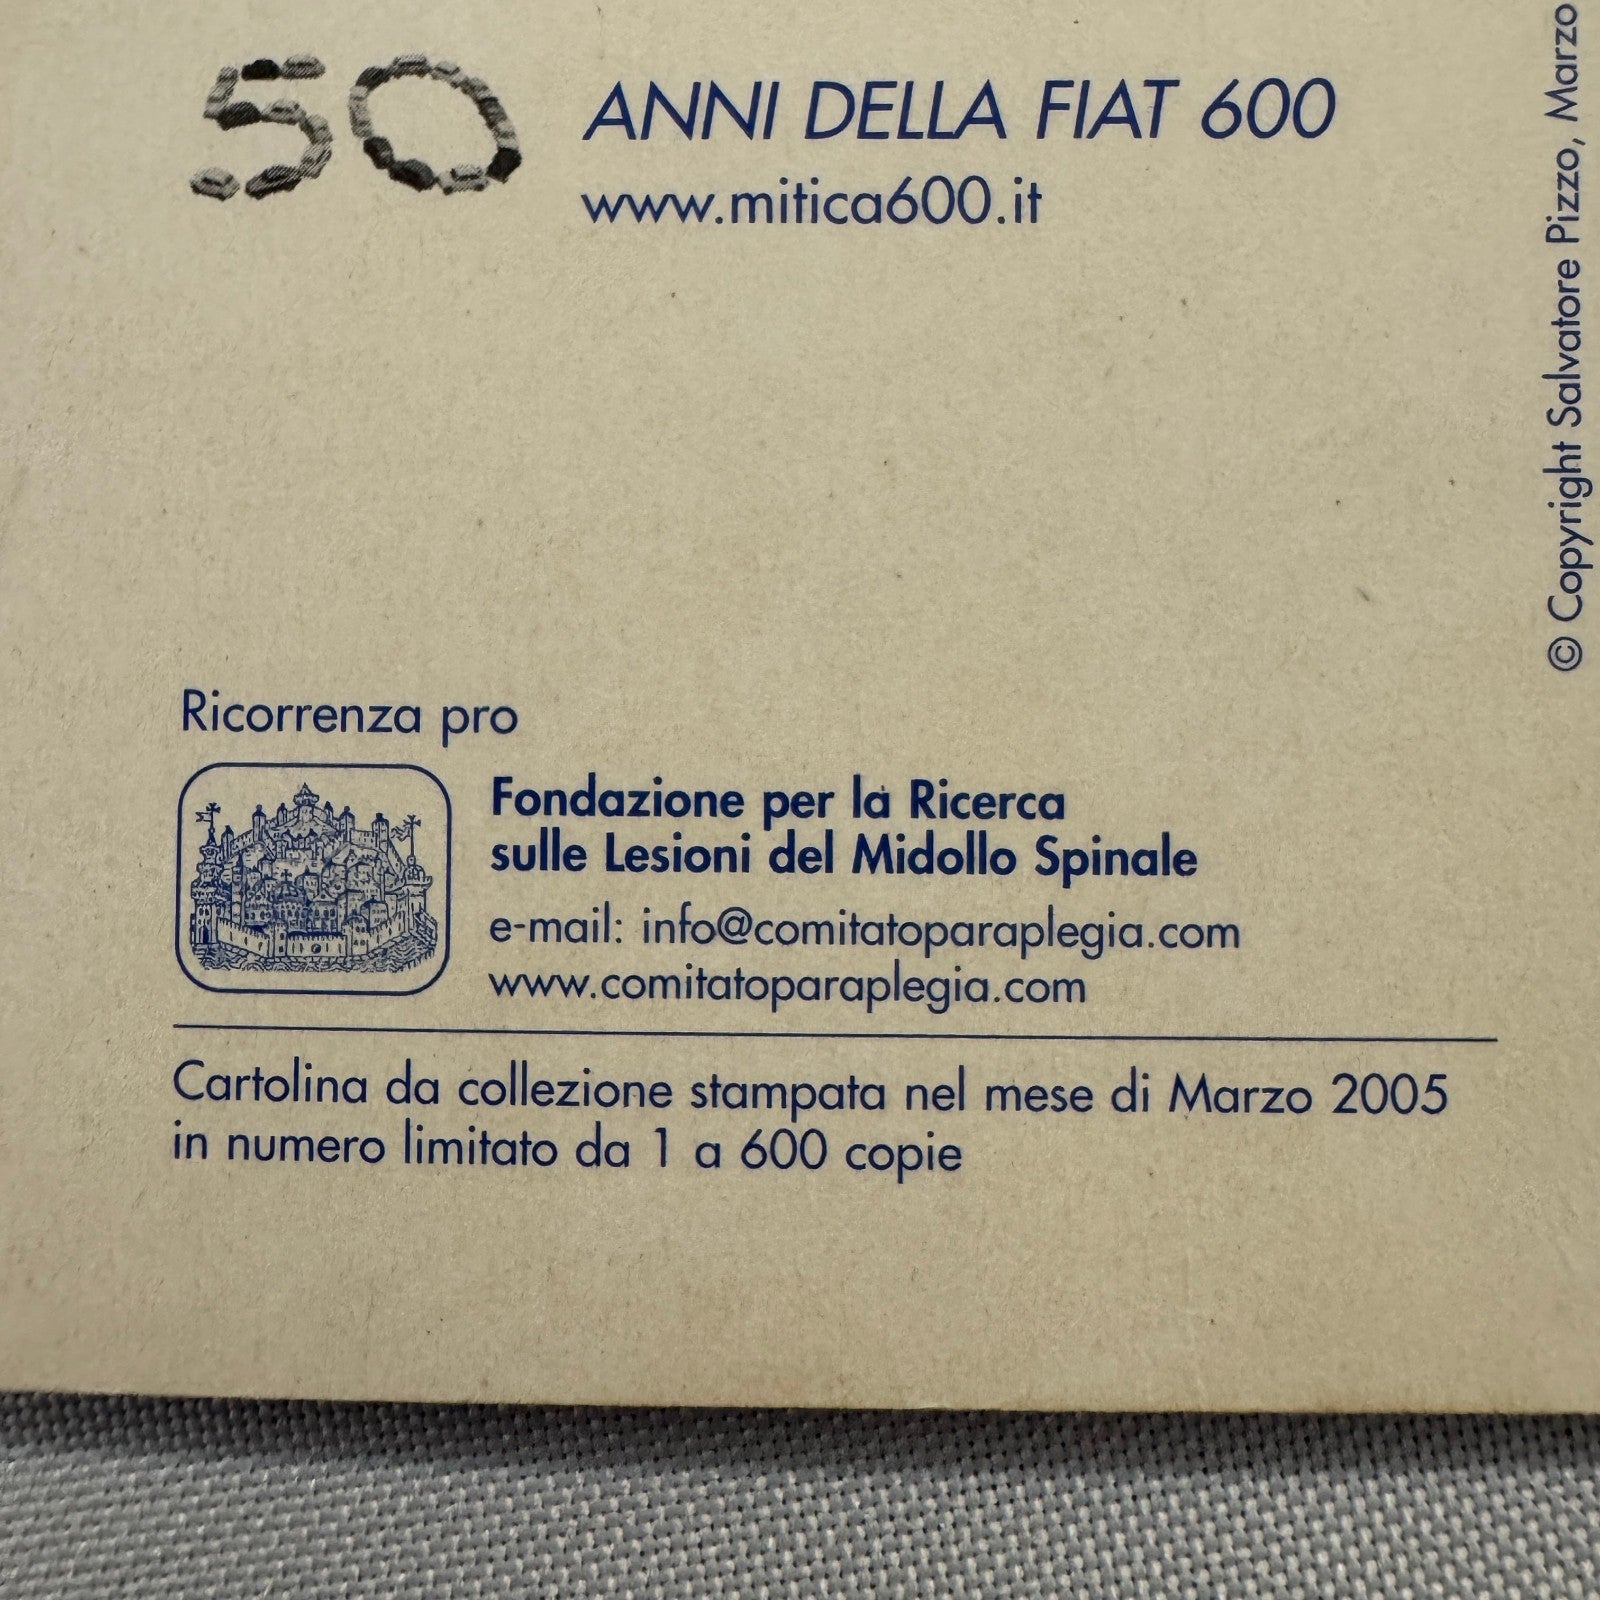 50 ANNI DELLA FIAT 600
www.mitica600.it
© Copyright Salvatore Pizzo, Marzo
Ricorrenza pro
Fondazione per la Ricerca
sulle Lesioni del Midollo Spinale
e-mail: info@comitatoparaplegia.com
www.comitatoparaplegia.com
Cartolina da collezione stampata nel mese di Marzo 2005
in numero limitato da 1 a 600 copie